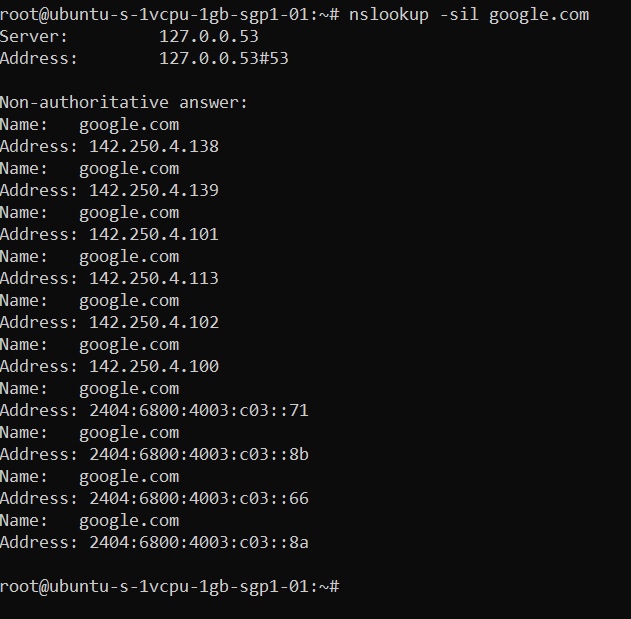 root@ubuntu-s-1vcpu-1gb-sgp1-01:~# nslookup -sil google.com
Server:         127.0.0.53
Address:        127.0.0.53#53

Non-authoritative answer:
Name:   google.com
Address: 142.250.4.138
Name:   google.com
Address: 142.250.4.139
Name:   google.com
Address: 142.250.4.101
Name:   google.com
Address: 142.250.4.113
Name:   google.com
Address: 142.250.4.102
Name:   google.com
Address: 142.250.4.100
Name:   google.com
Address: 2404:6800:4003:c03::71
Name:   google.com
Address: 2404:6800:4003:c03::8b
Name:   google.com
Address: 2404:6800:4003:c03::66
Name:   google.com
Address: 2404:6800:4003:c03::8a

root@ubuntu-s-1vcpu-1gb-sgp1-01:~#